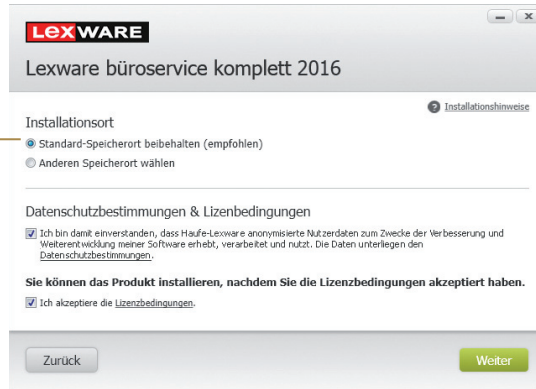 LEXWARE
Lexware büroservice komplett 2016
Installationshinweise
Installationsort
Standard-Speicherort beibehalten (empfohlen)
Anderen Speicherort wählen
Datenschutzbestimmungen & Lizenbedingungen
Ich bin damit einverstanden, dass Haufe-Lexware anonymisierte Nutzerdaten zum Zwecke der Verbesserung und
Weiterentwicklung meiner Software erhebt, verarbeitet und nutzt. Die Daten unterliegen den
Datenschutzbestimmungen.
Sie können das Produkt installieren, nachdem Sie die Lizenbedingungen akzeptiert haben.
Ich akzeptiere die Lizenzbedingungen.
Zurück
Weiter